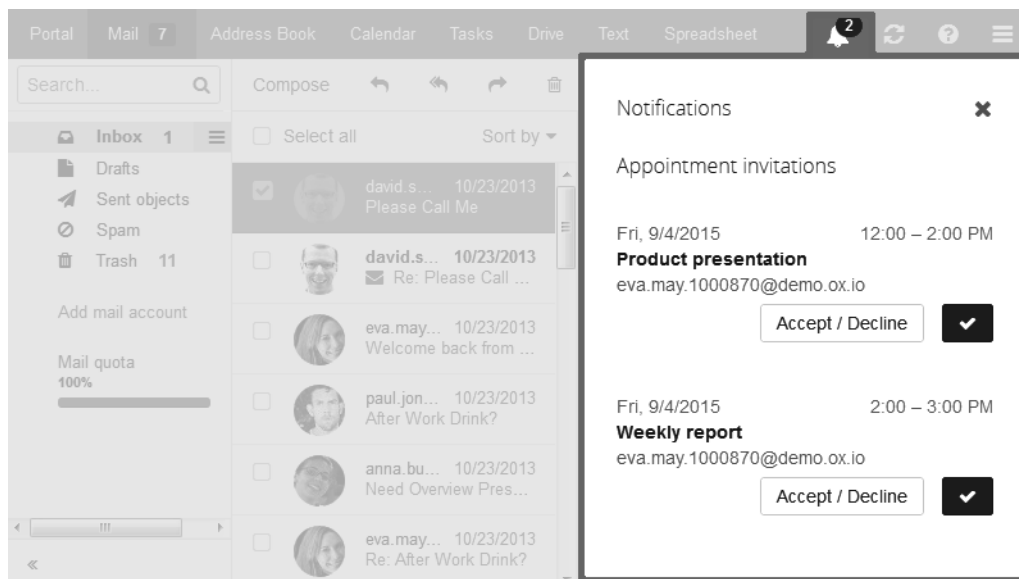 Portal Mail 7 Address Book Calendar Tasks Drive Text Spreadsheet 2
Search...
Inbox 1
Drafts
Sent objects
Spam
Trash 11
Add mail account
Mail quota
100%
Compose
Select all Sort by
david.s... 10/23/2013
Please Call Me
david.s... 10/23/2013
Re: Please Call ...
eva.may... 10/23/2013
Welcome back from ...
paul.jon... 10/23/2013
After Work Drink?
anna.bu... 10/23/2013
Need Overview Pres...
eva.may... 10/23/2013
Re: After Work Drink?
Notifications
Appointment invitations
Fri, 9/4/2015 12:00 – 2:00 PM
Product presentation
eva.may.1000870@demo.ox.io
Accept / Decline
Fri, 9/4/2015 2:00 – 3:00 PM
Weekly report
eva.may.1000870@demo.ox.io
Accept / Decline